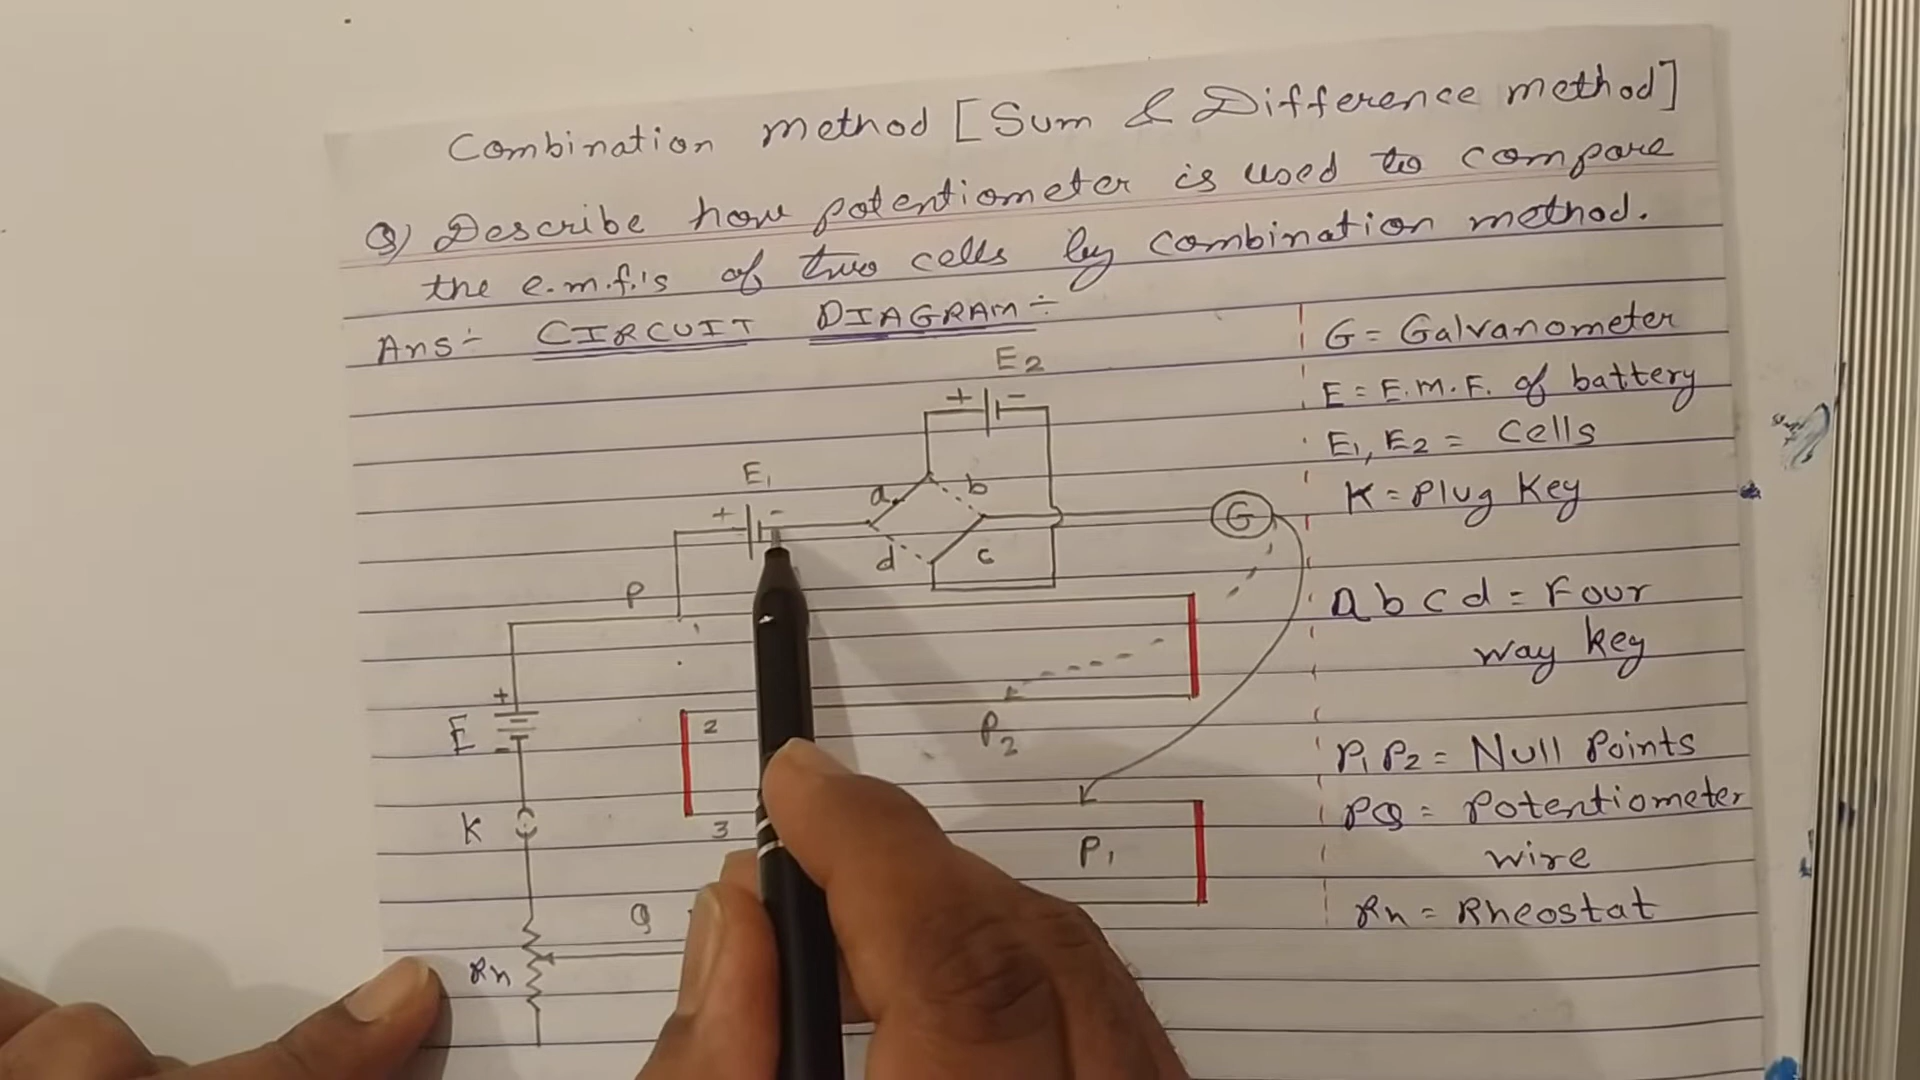 Combination method [Sum & Difference method]
Q) Describe how potentiometer is used to compare
the e.m.f.'s of two cells by combination method.
Ans:- CIRCUIT DIAGRAM:-
E2
+ -
E1
+ -
a b
d c
G
P
+
E
-
2
P2
K
3
P1
Q
Rh
G = Galvanometer
E = E.M.F. of battery
E1, E2 = Cells
K = Plug Key
a b c d = Four
way key
P1 P2 = Null Points
PQ = Potentiometer
wire
Rh = Rheostat